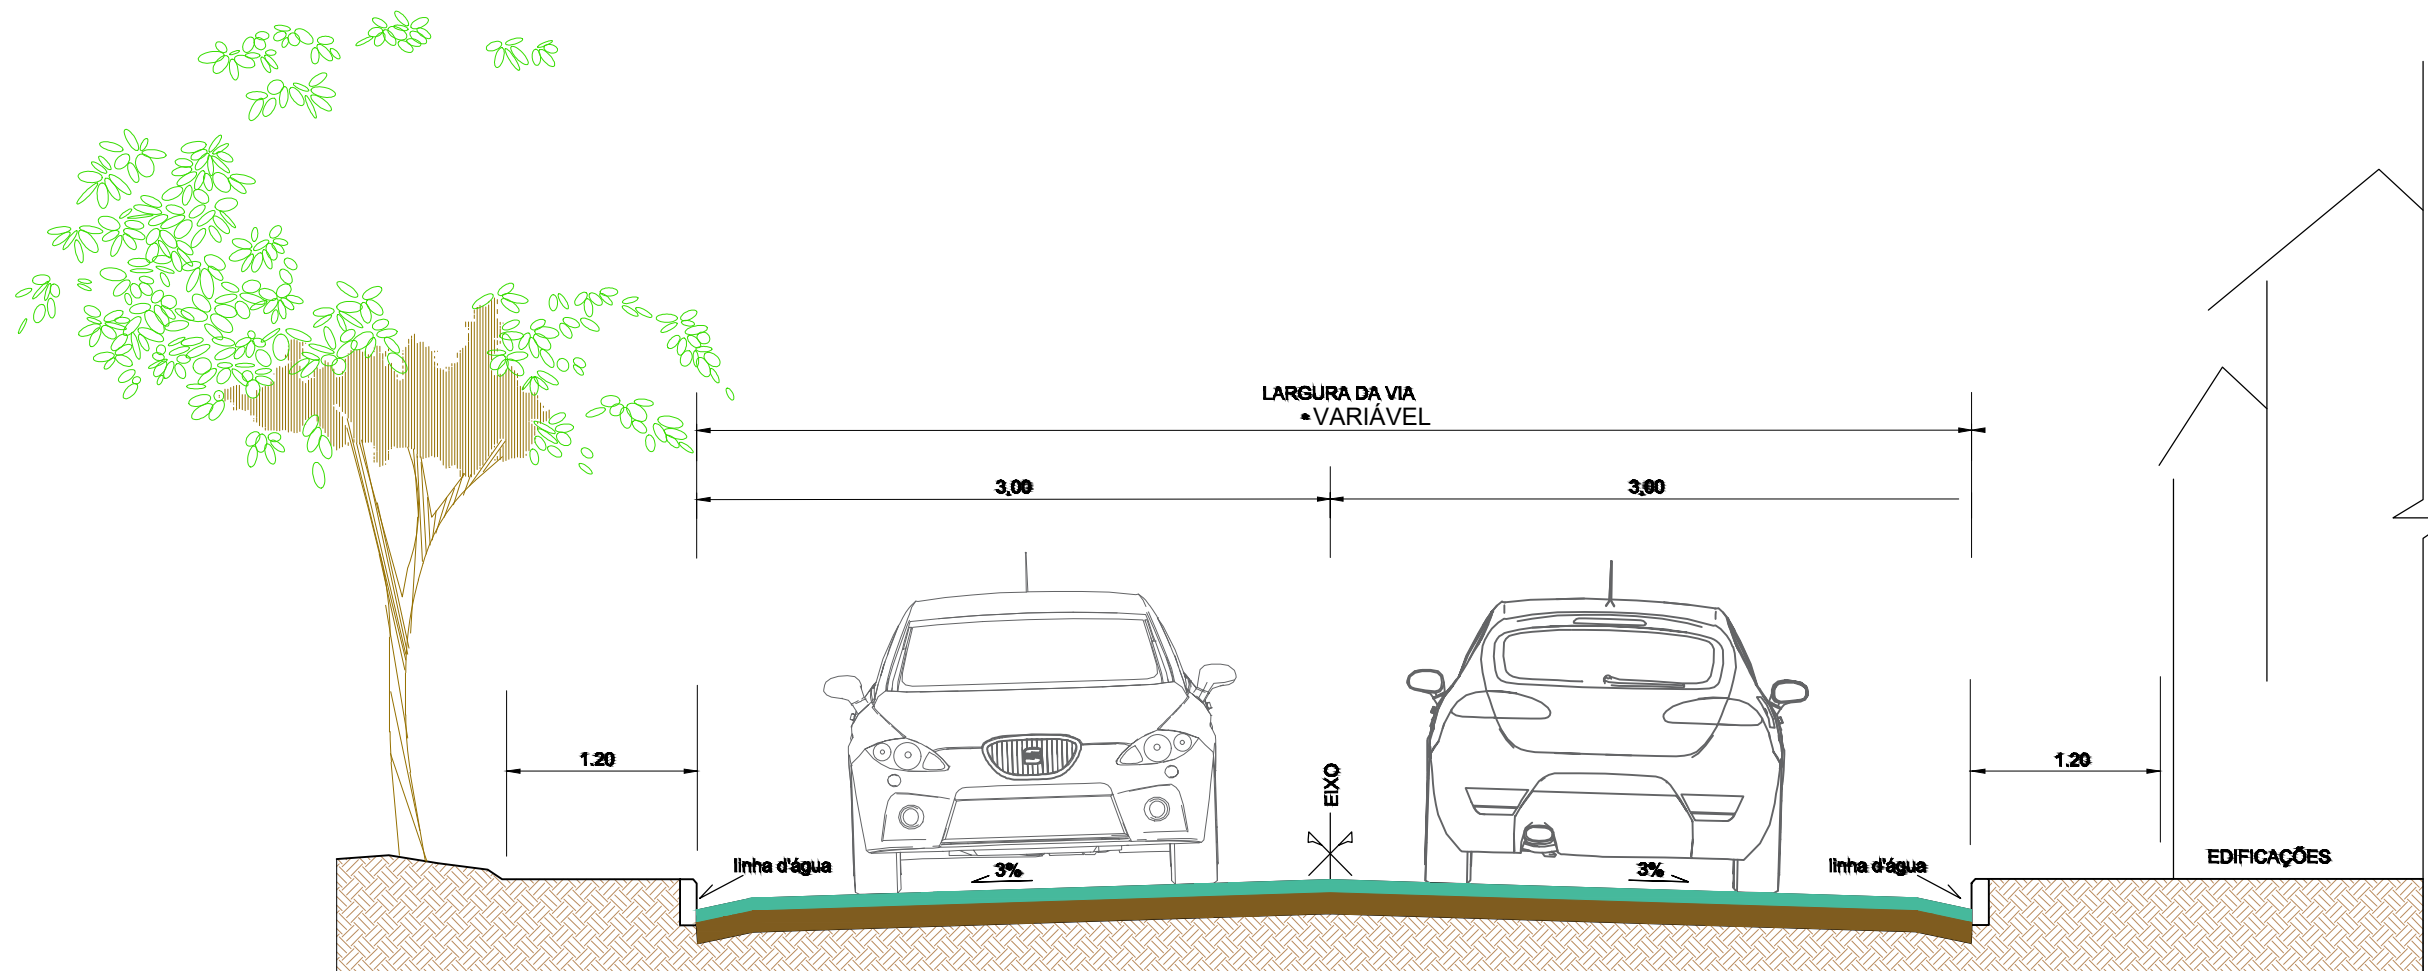 LARGURA DA VIA
=VARIÁVEL
3,00 3,00
1.20 1.20
EIXO
linha d'água 3% 3% linha d'água
EDIFICAÇÕES